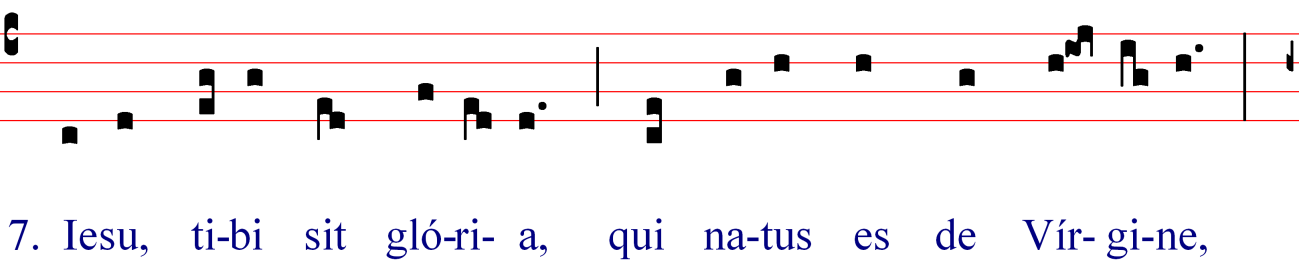 7. Iesu, ti-bi sit gló-ri- a, qui na-tus es de Vír- gi-ne,